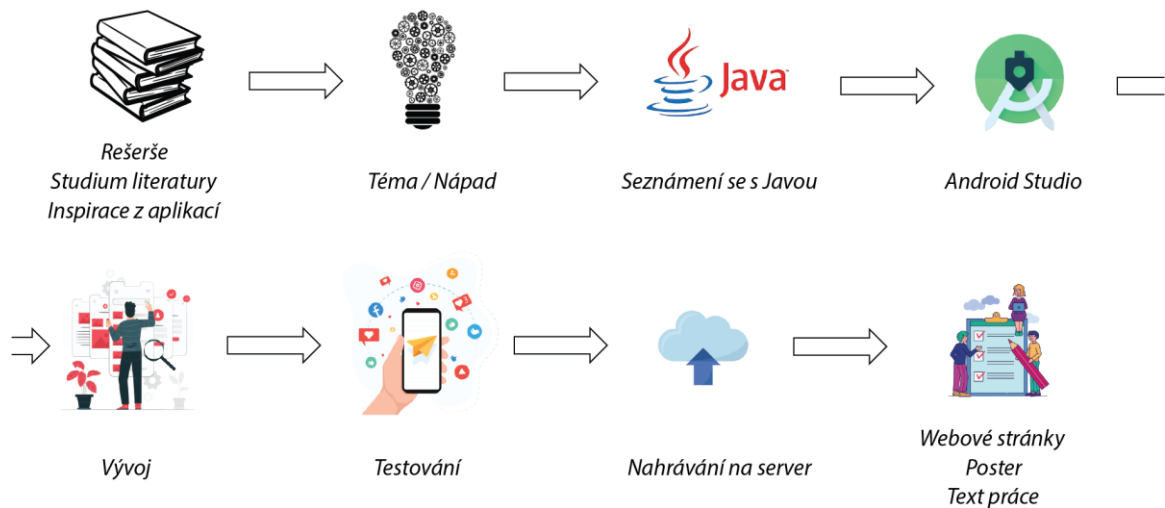 Java
Rešerše
Studium literatury
Inspirace z aplikací
Téma / Nápad
Seznámení se s Javou
Android Studio
Vývoj
Testování
Nahrávání na server
Webové stránky
Poster
Text práce